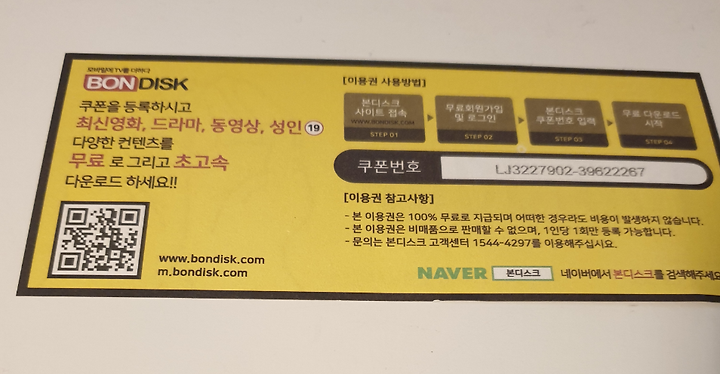 모바일에 TV를 더하다
BONDISK
쿠폰을 등록하시고
최신영화, 드라마, 동영상, 성인 19
다양한 컨텐츠를
무료 로 그리고 초고속
다운로드 하세요!!
www.bondisk.com
m.bondisk.com
[이용권 사용방법]
본디스크
사이트 접속
WWW.BONDISK.COM
STEP 01
무료회원가입
및 로그인
STEP 02
본디스크
쿠폰번호 입력
STEP 03
무료 다운로드
시작
STEP 04
쿠폰번호
LJ3227902-39622267
[이용권 참고사항]
- 본 이용권은 100% 무료로 지급되며 어떠한 경우라도 비용이 발생하지 않습니다.
- 본 이용권은 비매품으로 판매할 수 없으며, 1인당 1회만 등록 가능합니다.
- 문의는 본디스크 고객센터 1544-4297를 이용해주십시요.
NAVER 본디스크 네이버에서 본디스크를 검색해주세요